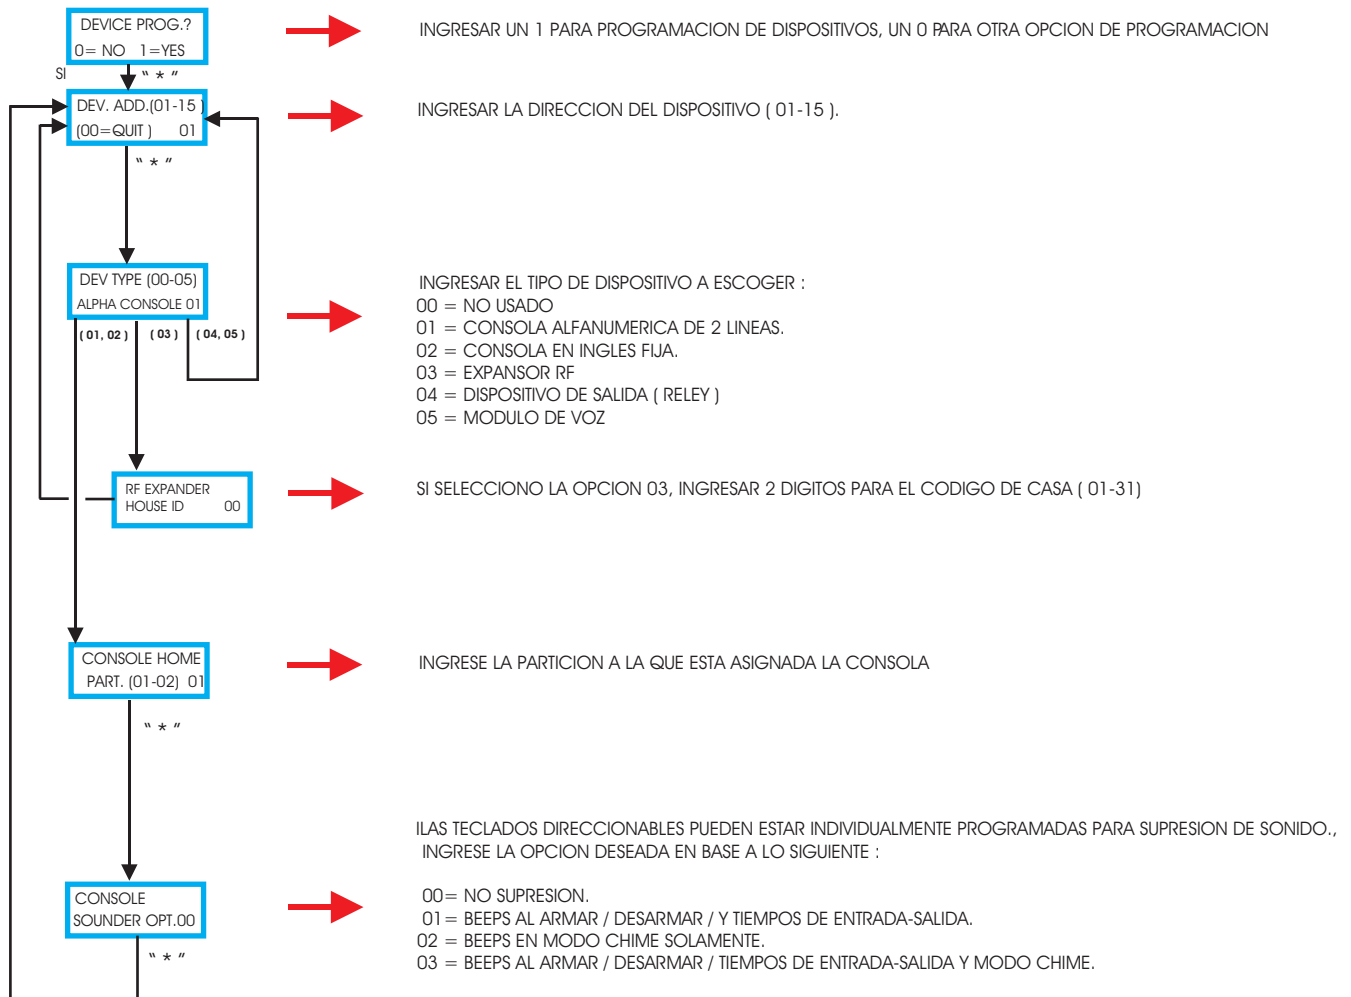 DEVICE PROG.?
0= NO 1=YES
INGRESAR UN 1 PARA PROGRAMACION DE DISPOSITIVOS, UN 0 PARA OTRA OPCION DE PROGRAMACION
SI
“ * ”
DEV. ADD.(01-15 )
(00=QUIT ) 01
INGRESAR LA DIRECCION DEL DISPOSITIVO ( 01-15 ).
“ * ”
DEV TYPE (00-05)
ALPHA CONSOLE 01
( 01, 02 ) ( 03 ) ( 04, 05 )
INGRESAR EL TIPO DE DISPOSITIVO A ESCOGER :
00 = NO USADO
01 = CONSOLA ALFANUMERICA DE 2 LINEAS.
02 = CONSOLA EN INGLES FIJA.
03 = EXPANSOR RF
04 = DISPOSITIVO DE SALIDA ( RELEY )
05 = MODULO DE VOZ
RF EXPANDER
HOUSE ID 00
SI SELECCIONO LA OPCION 03, INGRESAR 2 DIGITOS PARA EL CODIGO DE CASA ( 01-31)
CONSOLE HOME
PART. (01-02) 01
INGRESE LA PARTICION A LA QUE ESTA ASIGNADA LA CONSOLA
“ * ”
ILAS TECLADOS DIRECCIONABLES PUEDEN ESTAR INDIVIDUALMENTE PROGRAMADAS PARA SUPRESION DE SONIDO.,
INGRESE LA OPCION DESEADA EN BASE A LO SIGUIENTE :
CONSOLE
SOUNDER OPT.00
00= NO SUPRESION.
01= BEEPS AL ARMAR / DESARMAR / Y TIEMPOS DE ENTRADA-SALIDA.
02 = BEEPS EN MODO CHIME SOLAMENTE.
03 = BEEPS AL ARMAR / DESARMAR / TIEMPOS DE ENTRADA-SALIDA Y MODO CHIME.
“ * ”